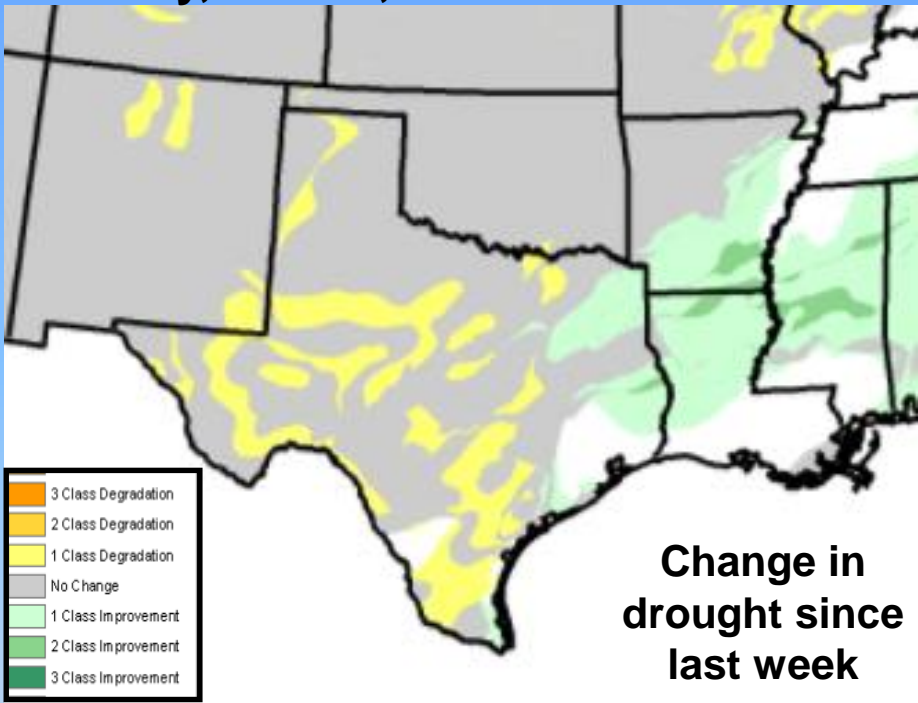 3 Class Degradation
2 Class Degradation
1 Class Degradation
No Change
1 Class Improvement
2 Class Improvement
3 Class Improvement
Change in
drought since
last week